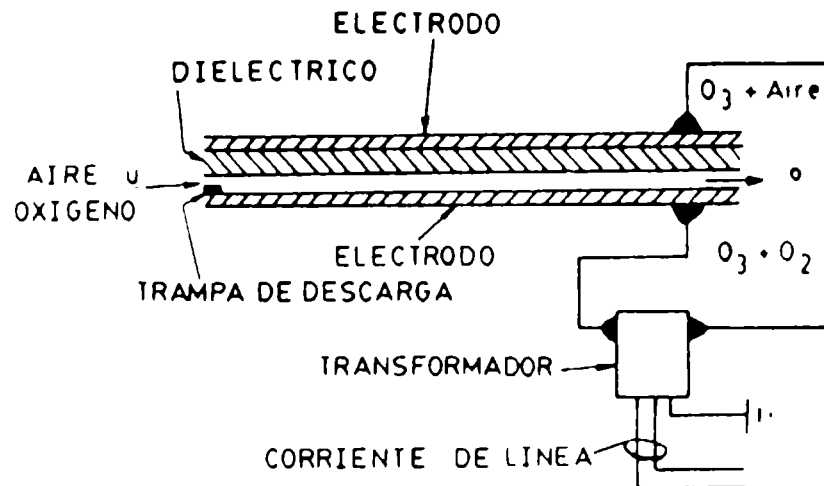 ELECTRODO
DIELECTRICO
O₃ + Aire
AIRE u
OXIGENO
o
ELECTRODO
O₃ + O₂
TRAMPA DE DESCARGA
TRANSFORMADOR
CORRIENTE DE LINEA